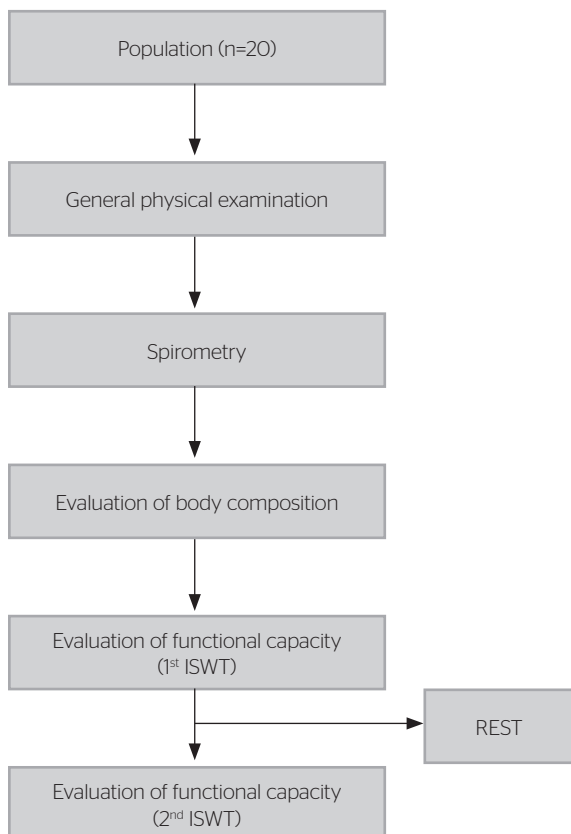 Population (n=20)
General physical examination
Spirometry
Evaluation of body composition
Evaluation of functional capacity
(1st ISWT)
REST
Evaluation of functional capacity
(2nd ISWT)